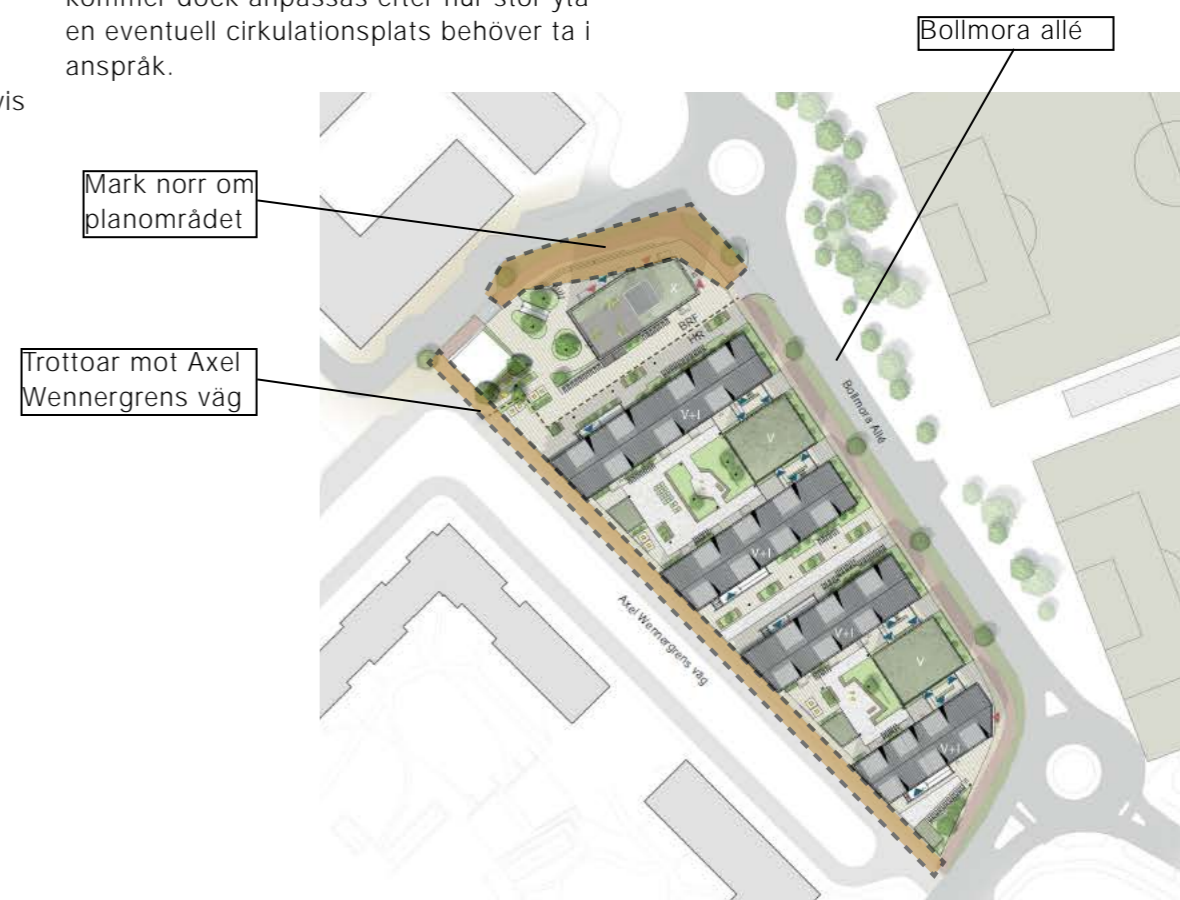 kommer dock anpassas efter hur stor yta
en eventuell cirkulationsplats behöver ta i
anspråk.
vis
Bollmora allé
Mark norr om
planområdet
Trottoar mot Axel
Wennergrens väg
X
BRF
HR
V+I
V
Bollmora Allé
V+I
V+I
V
V+I
Axel Wennergrens väg